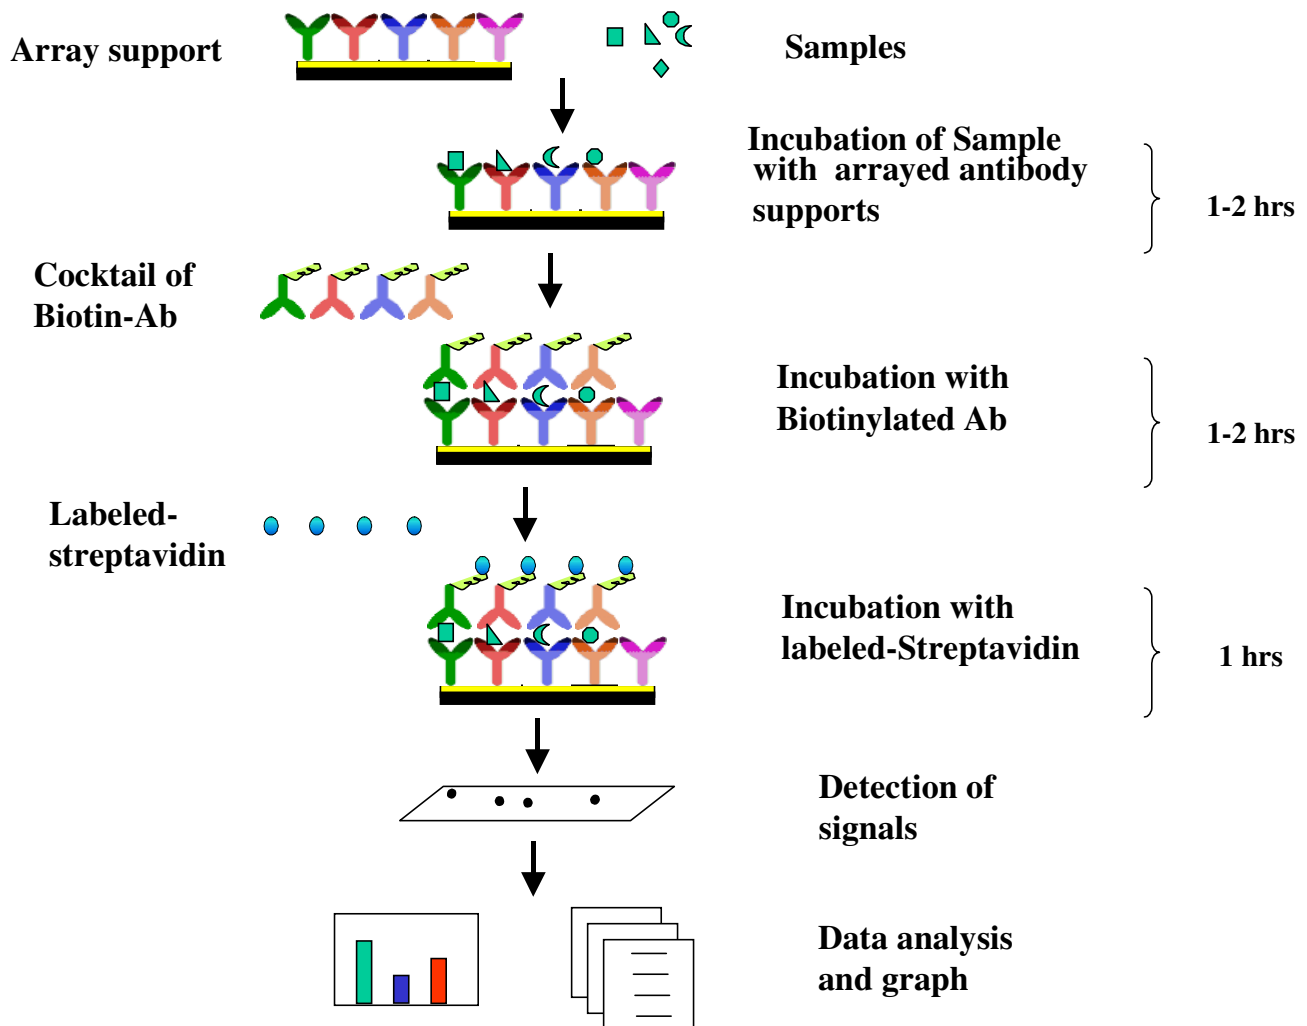 Array support
Samples
Incubation of Sample
with arrayed antibody
supports
1-2 hrs
Cocktail of
Biotin-Ab
Incubation with
Biotinylated Ab
1-2 hrs
Labeled-
streptavidin
Incubation with
labeled-Streptavidin
1 hrs
Detection of
signals
Data analysis
and graph